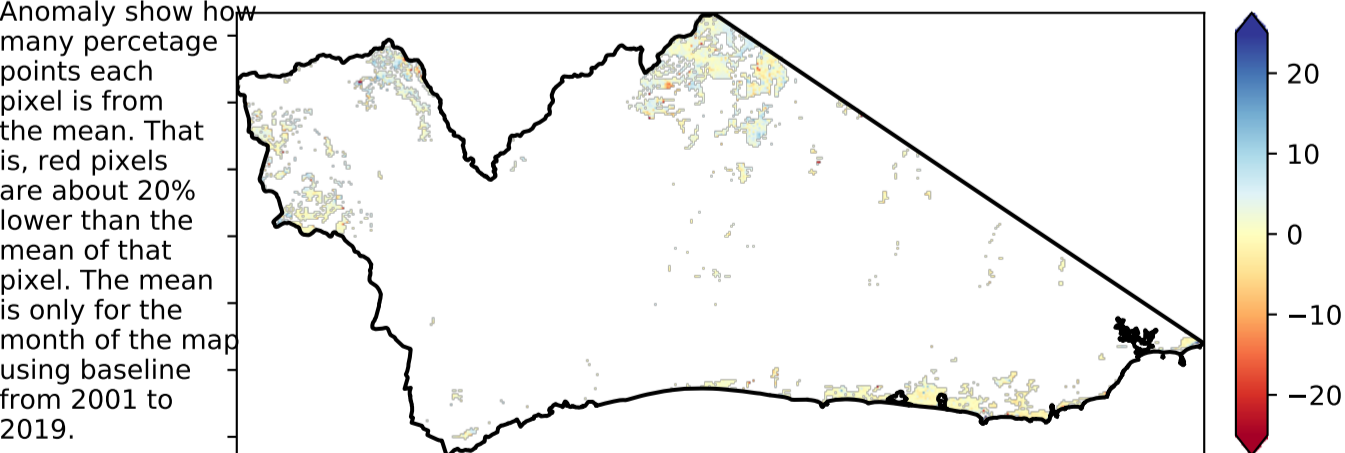 Anomaly show how
many percetage
points each
pixel is from
the mean. That
is, red pixels
are about 20%
lower than the
mean of that
pixel. The mean
is only for the
month of the map
using baseline
from 2001 to
2019.
20
10
0
−10
−20